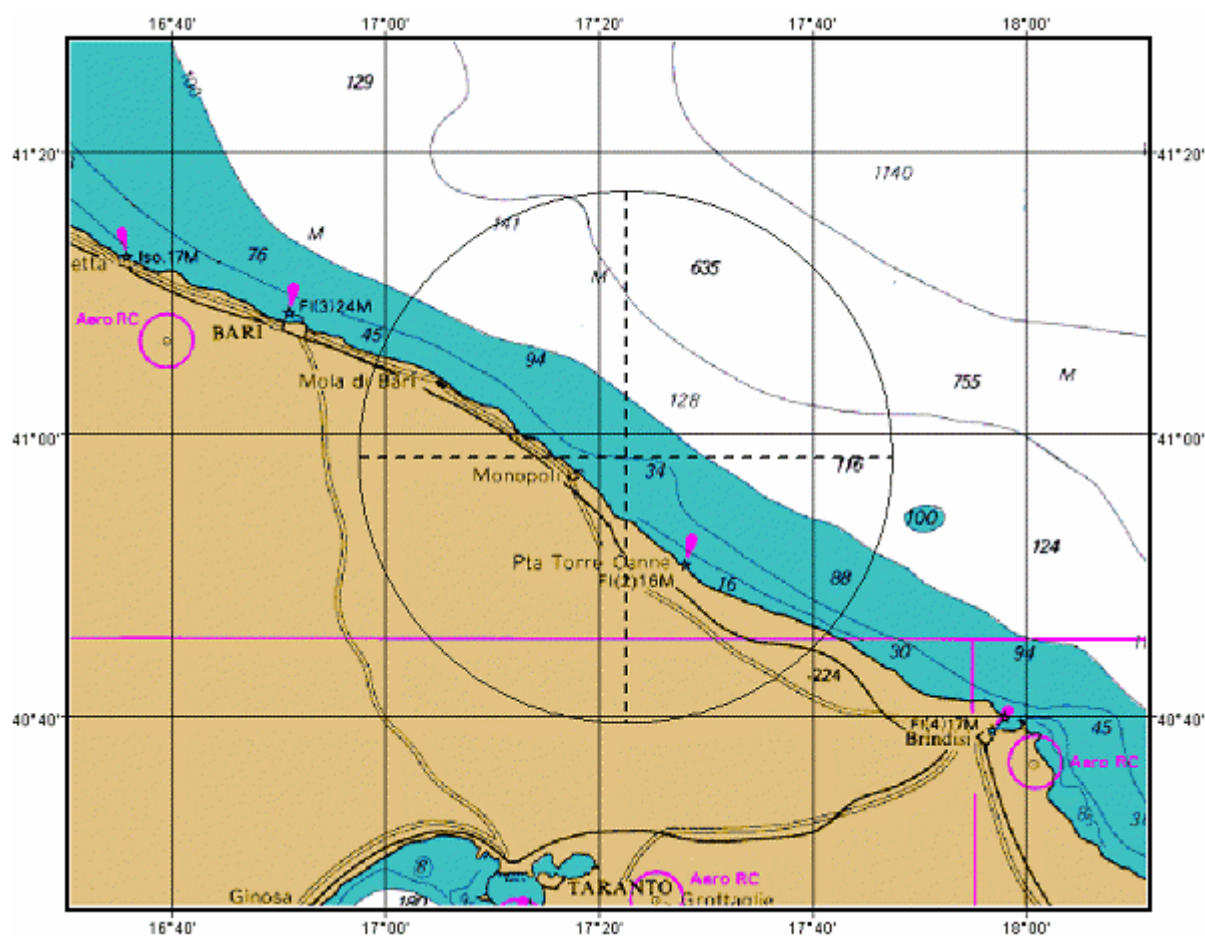 16°40' 17°00' 17°20' 17°40' 18°00'
100
129
41°20' 41°20'
1140
141
M
M
635
etta
Iso.17M
76
Fl(3)24M
Aero RC
BARI
45
94
Mola di Bari
755
M
128
41°00' 41°00'
Monopoli
34
716
100
124
Pta Torre Canne
Fl(2)16M
16
88
30
94
11
224
40°40' 40°40'
Fl(4)17M
Brindisi
45
Aero RC
8
Ginosa
TARANTO
Aero RC
Grottaglie
180
16°40' 17°00' 17°20' 17°40' 18°00'